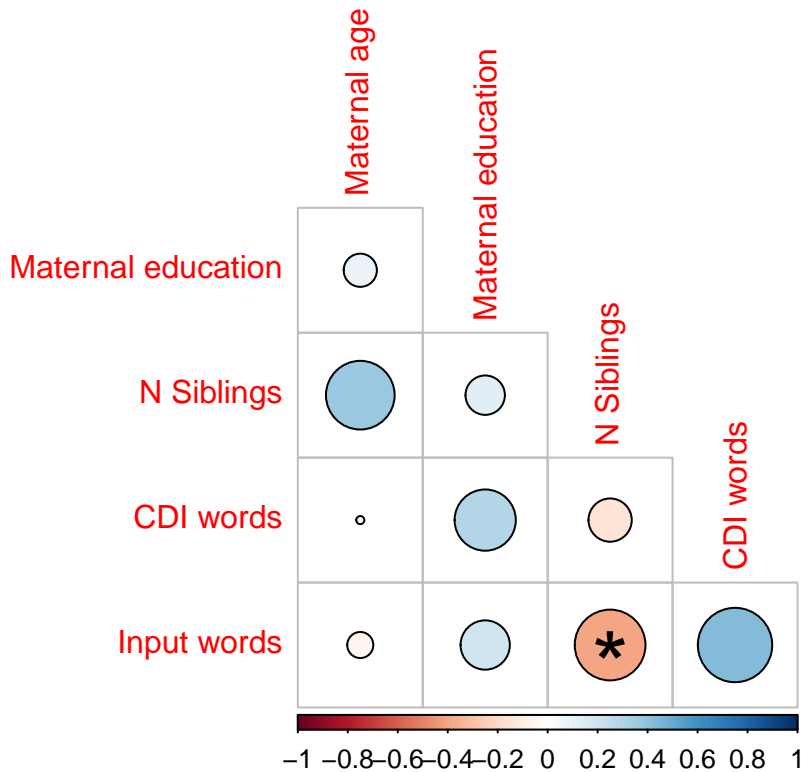 Maternal age
Maternal education
N Siblings
CDI words
Maternal education
N Siblings
CDI words
Input words
*
−1 −0.8 −0.6 −0.4 −0.2 0 0.2 0.4 0.6 0.8 1